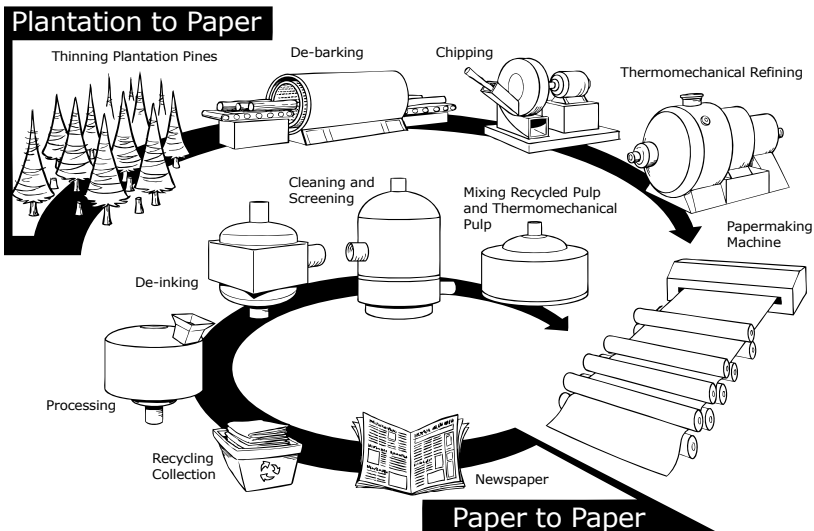 Plantation to Paper
Thinning Plantation Pines
De-barking
Chipping
Thermomechanical Refining
Cleaning and
Screening
Mixing Recycled Pulp
and Thermomechanical
Pulp
Papermaking
Machine
De-inking
Processing
Recycling
Collection
Newspaper
Paper to Paper